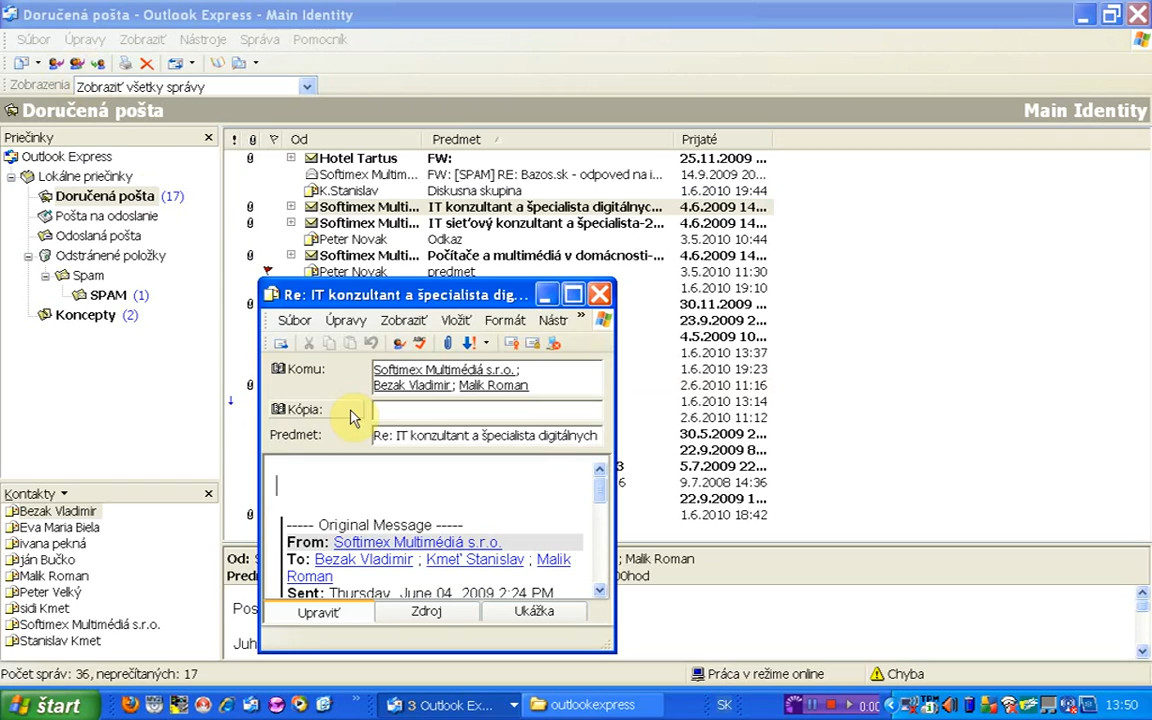 Doručená pošta - Outlook Express - Main Identity
Súbor Úpravy Zobraziť Nástroje Správa Pomocník
Zobrazenia Zobraziť všetky správy
Doručená pošta Main Identity
Priečinky
Outlook Express
Lokálne priečinky
Doručená pošta (17)
Pošta na odoslanie
Odoslaná pošta
Odstránené položky
Spam
SPAM (1)
Koncepty (2)
Od Predmet Prijaté
Hotel Tartus FW: 25.11.2009 ...
Softimex Multim... FW: [SPAM] RE: Bazos.sk - odpoved na i... 14.9.2009 20...
K.Stanislav Diskusna skupina 1.6.2010 19:44
Softimex Multi... IT konzultant a špecialista digitálnyc... 4.6.2009 14...
Softimex Multi... IT sieťový konzultant a špecialista-2... 4.6.2009 14...
Peter Novak Odkaz 3.5.2010 10:44
Softimex Multi... Počítače a multimédiá v domácnosti-... 4.6.2009 14...
Peter Novak predmet 3.5.2010 11:30
1.6.2010 19:10
30.11.2009 ...
23.9.2009 ...
4.5.2009 10...
1.6.2010 13:37
1.6.2010 19:23
2.6.2010 11:16
2.6.2010 14:13
2.6.2010 11:12
30.5.2010 ...
22.9.2009 8...
3 5.7.2009 22...
6 9.7.2008 14:36
22.9.2009 1...
1.6.2010 18:42
Re: IT konzultant a špecialista dig...
Súbor Úpravy Zobraziť Vložiť Formát Nástr »
Komu: Softimex Multimédiá s.r.o. ;
Bezak Vladimir ; Malik Roman
Kópia:
Predmet: Re: IT konzultant a špecialista digitálnych
----- Original Message -----
From: Softimex Multimédiá s.r.o.
To: Bezak Vladimir ; Kmeť Stanislav ; Malik
Roman
Sent: Thursday, June 04, 2009 2:24 PM
Upraviť Zdroj Ukážka
Kontakty
Bezak Vladimir
Eva Maria Biela
ivana pekná
ján Bučko
Malik Roman
Peter Velký
sidi Kmet
Softimex Multimédiá s.r.o.
Stanislav Kmet
Od: ; Malik Roman
Pred 00hod
Pos
Juh
Počet správ: 36, neprečítaných: 17 Práca v režime online Chyba
štart » 3 Outlook Ex... outlookexpress SK 0:00 13:50